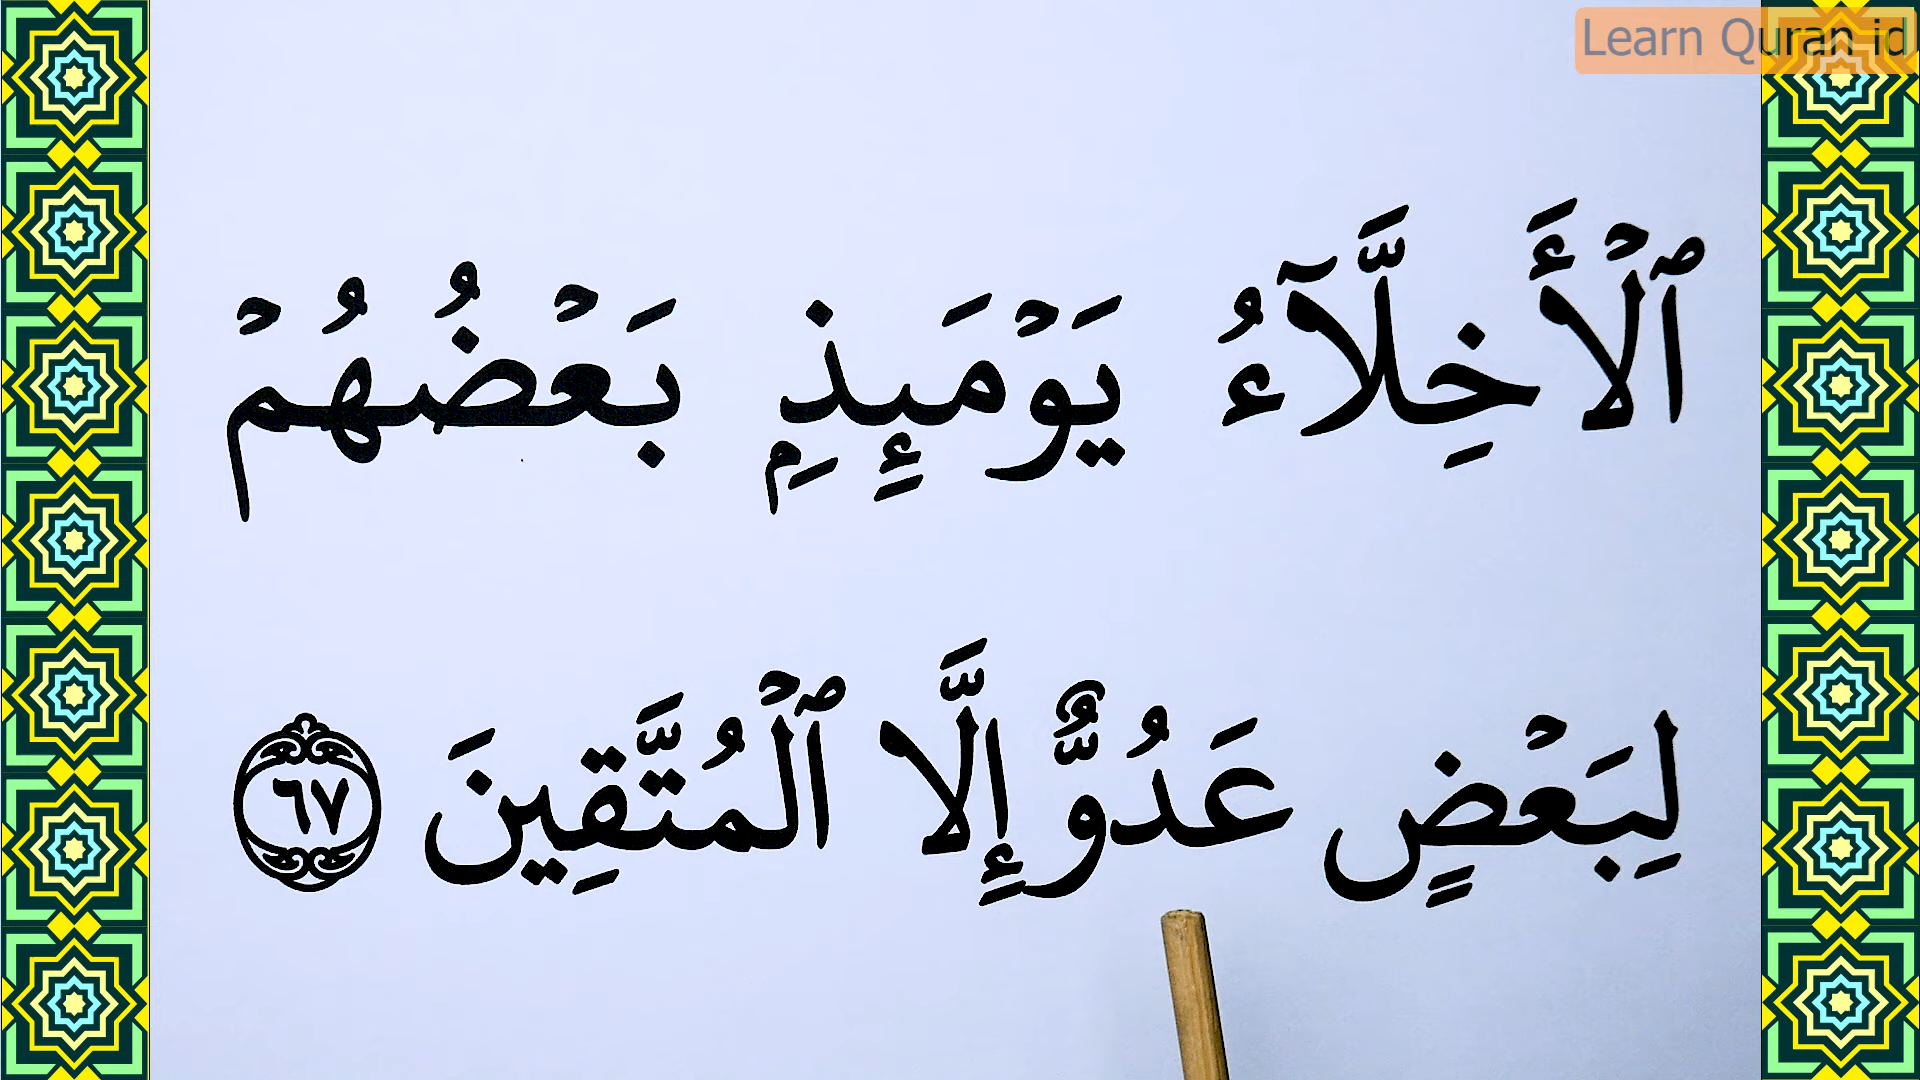 Learn Quran id
ٱلۡأَخِلَّآءُ يَوۡمَئِذِۭ بَعۡضُهُمۡ
لِبَعۡضٍ عَدُوٌّ إِلَّا ٱلۡمُتَّقِينَ ٦٧